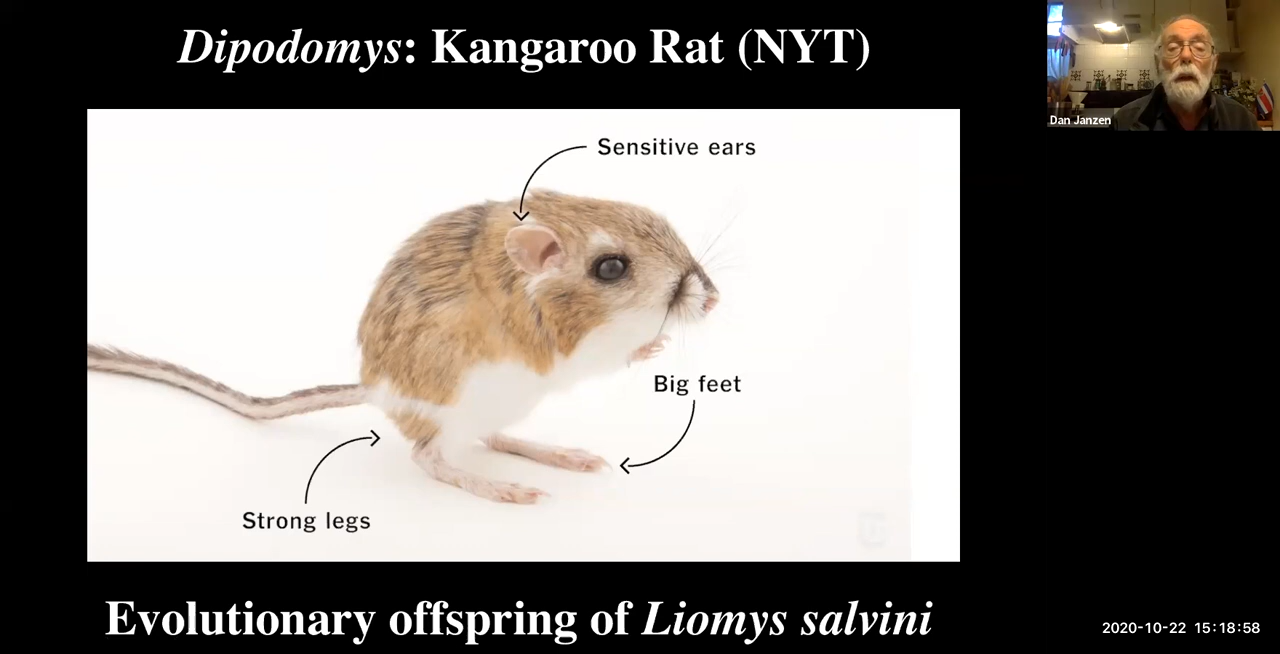 Dipodomys: Kangaroo Rat (NYT)
Dan Janzen
Sensitive ears
Big feet
Strong legs
Evolutionary offspring of Liomys salvini
2020-10-22 15:18:58